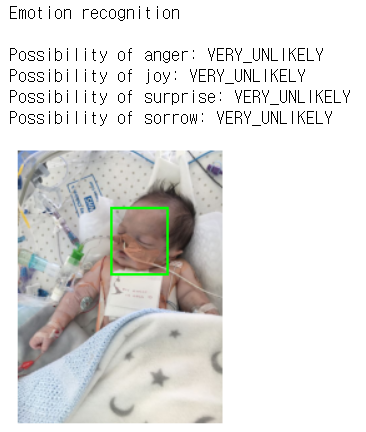 Emotion recognition
Possibility of anger: VERY_UNLIKELY
Possibility of joy: VERY_UNLIKELY
Possibility of surprise: VERY_UNLIKELY
Possibility of sorrow: VERY_UNLIKELY